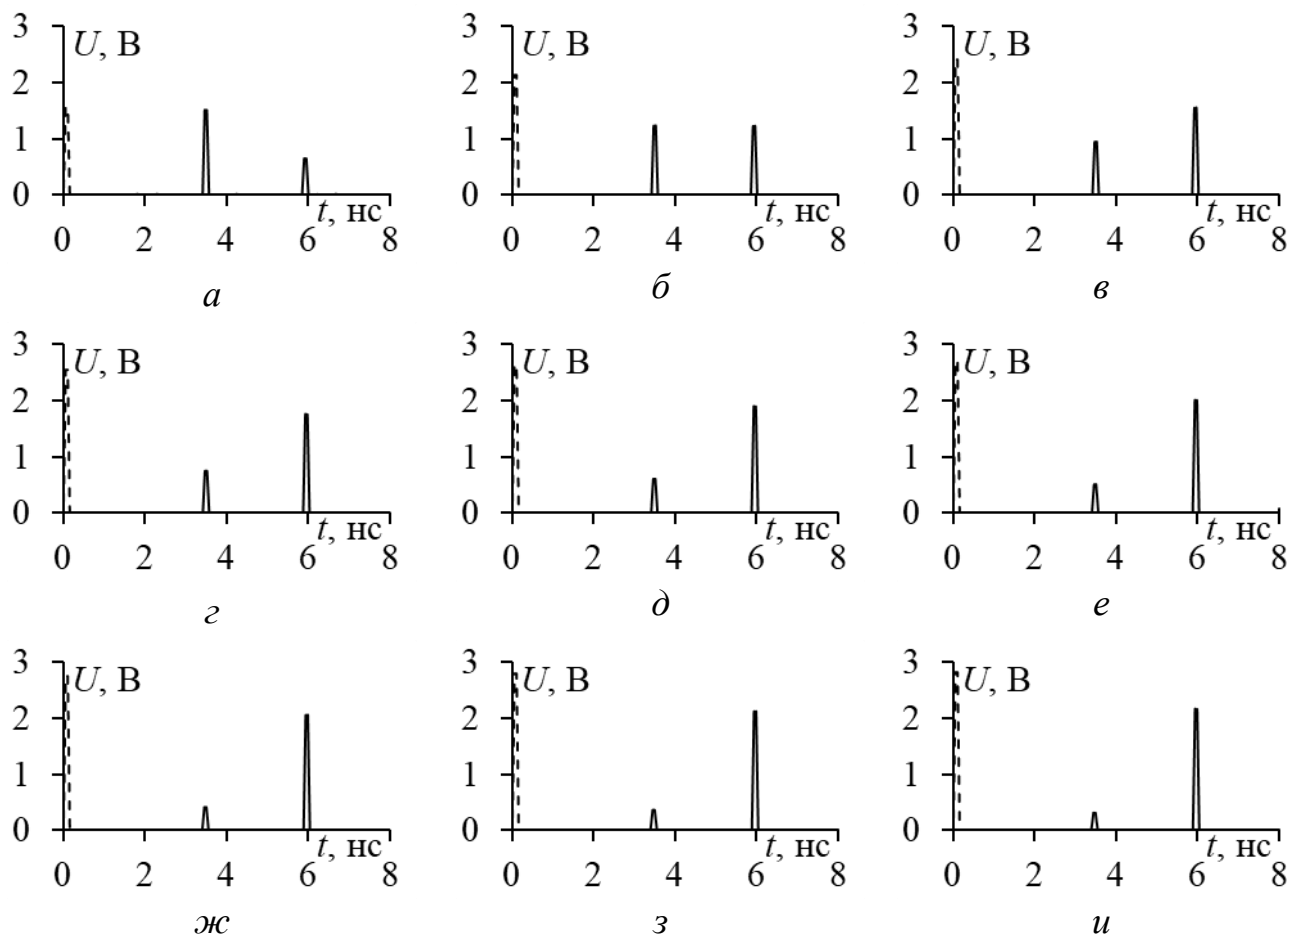 3 U, В 3 U, В 3 U, В
2 2 2
1 1 1
0 t, нс 0 t, нс 0 t, нс
0 2 4 6 8 0 2 4 6 8 0 2 4 6 8
а б в
3 U, В 3 U, В 3 U, В
2 2 2
1 1 1
0 t, нс 0 t, нс 0 t, нс
0 2 4 6 8 0 2 4 6 8 0 2 4 6 8
г д е
3 U, В 3 U, В 3 U, В
2 2 2
1 1 1
0 t, нс 0 t, нс 0 t, нс
0 2 4 6 8 0 2 4 6 8 0 2 4 6 8
ж з и